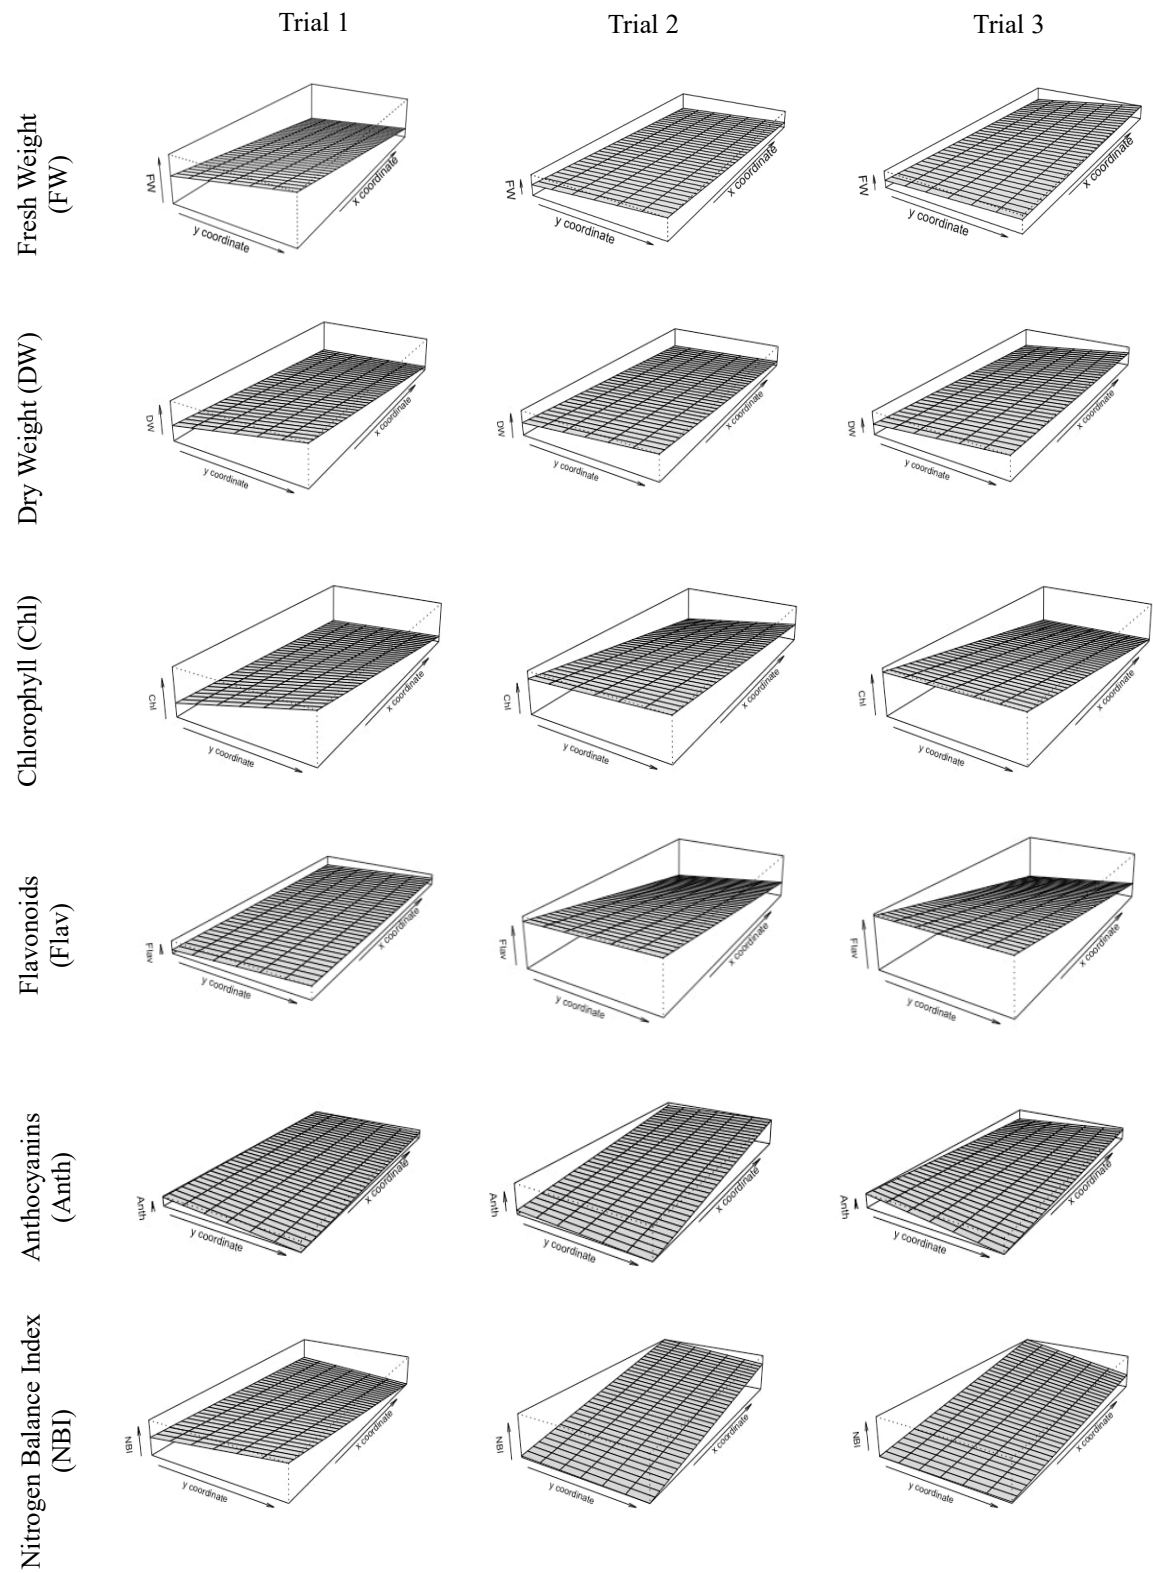 Trial 1
Trial 2
Trial 3
Fresh Weight
(FW)
FW
y coordinate
x coordinate
FW
y coordinate
x coordinate
FW
y coordinate
x coordinate
Dry Weight (DW)
DW
y coordinate
x coordinate
DW
y coordinate
x coordinate
DW
y coordinate
x coordinate
Chlorophyll (Chl)
Chl
y coordinate
x coordinate
Chl
y coordinate
x coordinate
Chl
y coordinate
x coordinate
Flavonoids
(Flav)
Flav
y coordinate
x coordinate
Flav
y coordinate
x coordinate
Flav
y coordinate
x coordinate
Anthocyanins
(Anth)
Anth
y coordinate
x coordinate
Anth
y coordinate
x coordinate
Anth
y coordinate
x coordinate
Nitrogen Balance Index
(NBI)
NBI
y coordinate
x coordinate
NBI
y coordinate
x coordinate
NBI
y coordinate
x coordinate